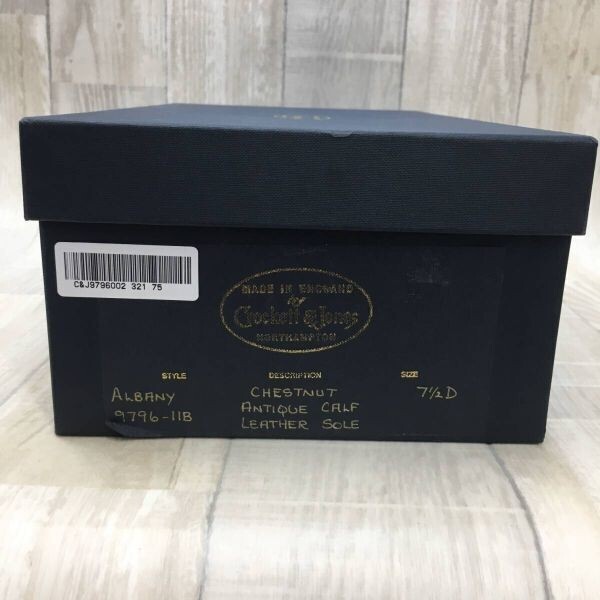 C&J9796002 321 75
MADE IN ENGLAND
by
Crockett & Jones
NORTHAMPTON
STYLE DESCRIPTION SIZE
ALBANY CHESTNUT 7½D
9796-11B ANTIQUE CALF
LEATHER SOLE